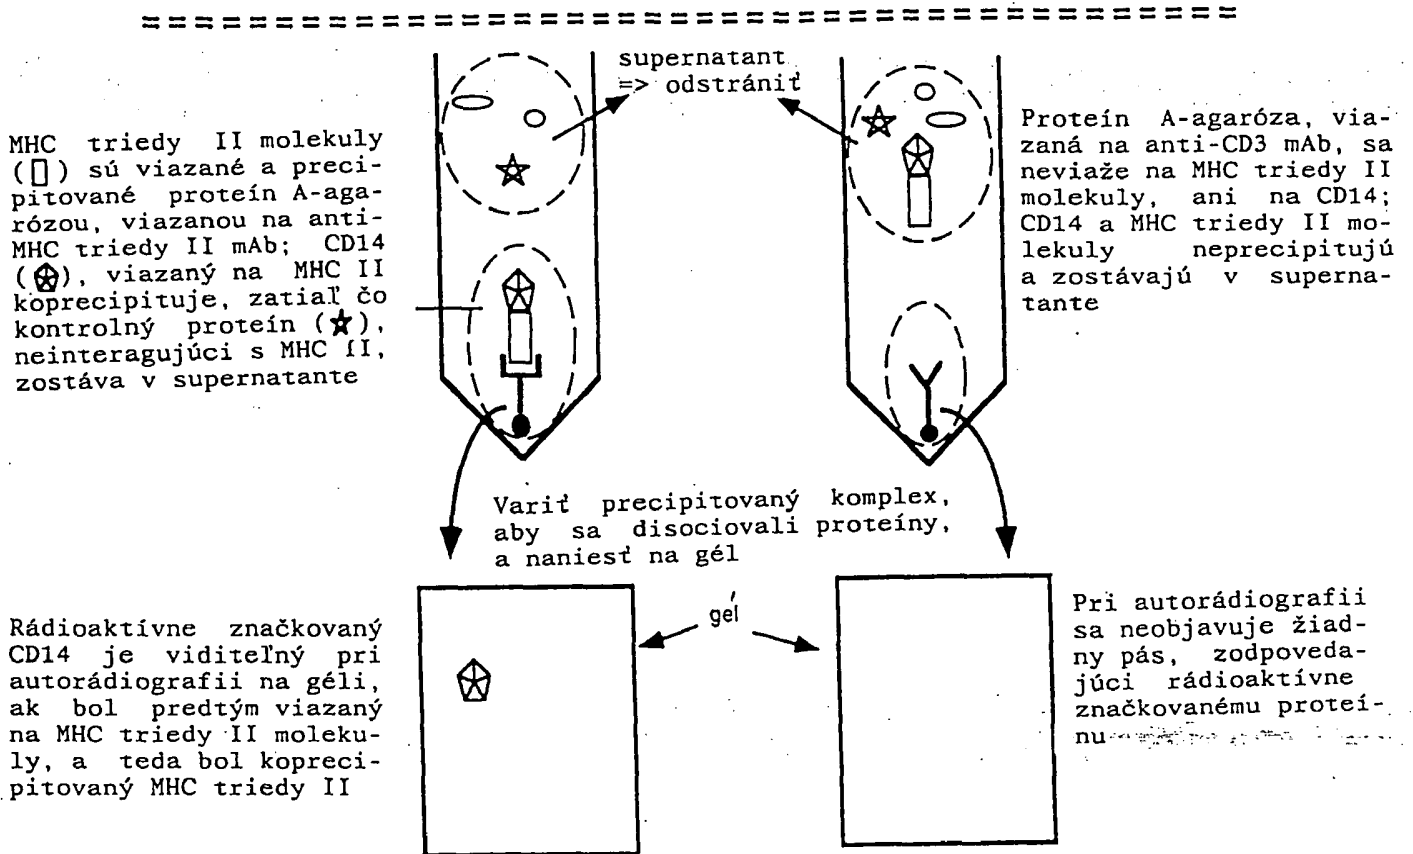 supernatant
=> odstrániť
MHC triedy II molekuly
(▯) sú viazané a preci-
pitované proteín A-aga-
rózou, viazanou na anti-
MHC triedy II mAb; CD14
( ), viazaný na MHC II
koprecipituje, zatiaľ čo
kontrolný proteín (☆),
neinteragujúci s MHC II,
zostáva v supernatante
Proteín A-agaróza, via-
zaná na anti-CD3 mAb, sa
neviaže na MHC triedy II
molekuly, ani na CD14;
CD14 a MHC triedy II mo-
lekuly neprecipitujú
a zostávajú v superna-
tante
Variť precipitovaný komplex,
aby sa disociovali proteíny,
a naniesť na gél
gél
Rádioaktívne značkovaný
CD14 je viditeľný pri
autorádiografii na géli,
ak bol predtým viazaný
na MHC triedy II moleku-
ly, a teda bol kopreci-
pitovaný MHC triedy II
Pri autorádiografii
sa neobjavuje žiad-
ny pás, zodpoveda-
júci rádioaktívne
značkovanému proteí-
nu